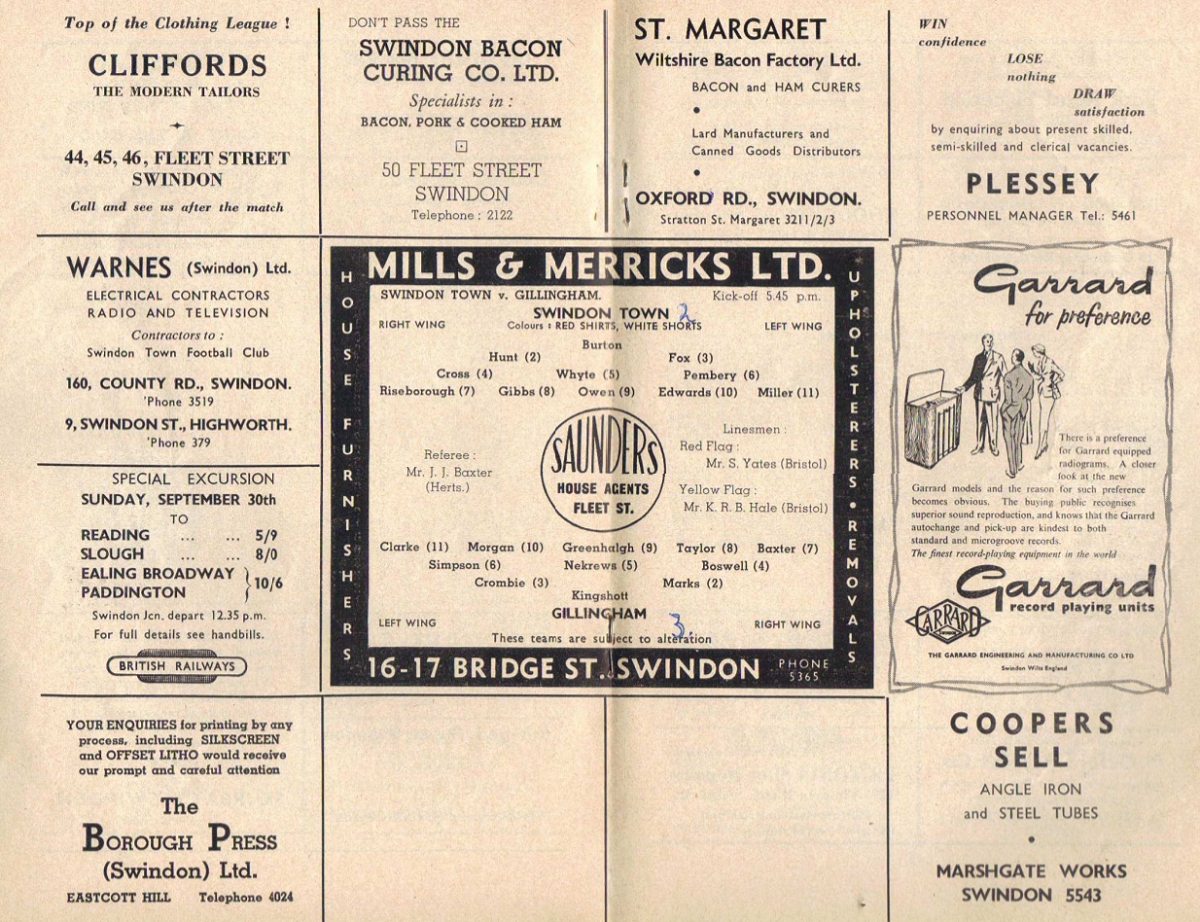 Top of the Clothing League !
CLIFFORDS
THE MODERN TAILORS
44, 45, 46, FLEET STREET
SWINDON
Call and see us after the match
DON'T PASS THE
SWINDON BACON
CURING CO. LTD.
Specialists in :
BACON, PORK & COOKED HAM
50 FLEET STREET
SWINDON
Telephone : 2122
ST. MARGARET
Wiltshire Bacon Factory Ltd.
BACON and HAM CURERS
•
Lard Manufacturers and
Canned Goods Distributors
•
OXFORD RD., SWINDON.
Stratton St. Margaret 3211/2/3
WIN
confidence
LOSE
nothing
DRAW
satisfaction
by enquiring about present skilled,
semi-skilled and clerical vacancies.
PLESSEY
PERSONNEL MANAGER Tel.: 5461
WARNES (Swindon) Ltd.
ELECTRICAL CONTRACTORS
RADIO AND TELEVISION
Contractors to :
Swindon Town Football Club
160, COUNTY RD., SWINDON.
'Phone 3519
9, SWINDON ST., HIGHWORTH.
'Phone 379
SPECIAL EXCURSION
SUNDAY, SEPTEMBER 30th
TO
READING ... ... 5/9
SLOUGH ... ... 8/0
EALING BROADWAY
PADDINGTON } 10/6
Swindon Jcn. depart 12.35 p.m.
For full details see handbills.
BRITISH RAILWAYS
MILLS & MERRICKS LTD.
HOUSE FURNISHERS
UPHOLSTERERS • REMOVALS
SWINDON TOWN v. GILLINGHAM. Kick-off 5.45 p.m.
SWINDON TOWN 2
RIGHT WING Colours : RED SHIRTS, WHITE SHORTS LEFT WING
Burton
Hunt (2) Fox (3)
Cross (4) Whyte (5) Pembery (6)
Riseborough (7) Gibbs (8) Owen (9) Edwards (10) Miller (11)
Referee :
Mr. J. J. Baxter
(Herts.)
SAUNDERS
HOUSE AGENTS
FLEET ST.
Linesmen :
Red Flag :
Mr. S. Yates (Bristol)
Yellow Flag :
Mr. K. R. B. Hale (Bristol)
Clarke (11) Morgan (10) Greenhalgh (9) Taylor (8) Baxter (7)
Simpson (6) Nekrews (5) Boswell (4)
Crombie (3) Marks (2)
Kingshott
GILLINGHAM 3.
LEFT WING RIGHT WING
These teams are subject to alteration
16-17 BRIDGE ST. SWINDON PHONE 5365
Garrard
for preference
There is a preference
for Garrard equipped
radiograms. A closer
look at the new
Garrard models and the reason for such preference
becomes obvious. The buying public recognises
superior sound reproduction, and knows that the Garrard
autochange and pick-up are kindest to both
standard and microgroove records.
The finest record-playing equipment in the world
Garrard
record playing units
GARRARD
THE GARRARD ENGINEERING AND MANUFACTURING CO LTD
Swindon Wilts England
YOUR ENQUIRIES for printing by any
process, including SILKSCREEN
and OFFSET LITHO would receive
our prompt and careful attention
The
BOROUGH PRESS
(Swindon) Ltd.
EASTCOTT HILL Telephone 4024
COOPERS
SELL
ANGLE IRON
and STEEL TUBES
•
MARSHGATE WORKS
SWINDON 5543